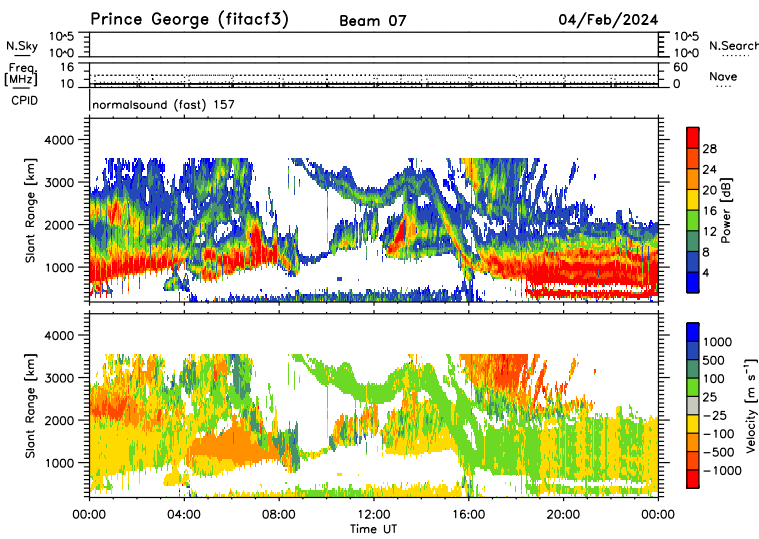 Prince George (fitacf3) Beam 07 04/Feb/2024
N.Sky 10^5 10^0 10^5 10^0 N.Search
Freq. [MHz] 16 10 60 0 Nave
CPID normalsound (fast) 157
Slant Range [km] 4000 3000 2000 1000
28 24 20 16 12 8 4 Power [dB]
Slant Range [km] 4000 3000 2000 1000
1000 500 100 25 −25 −100 −500 −1000 Velocity [m s⁻¹]
00:00 04:00 08:00 12:00 16:00 20:00 00:00
Time UT